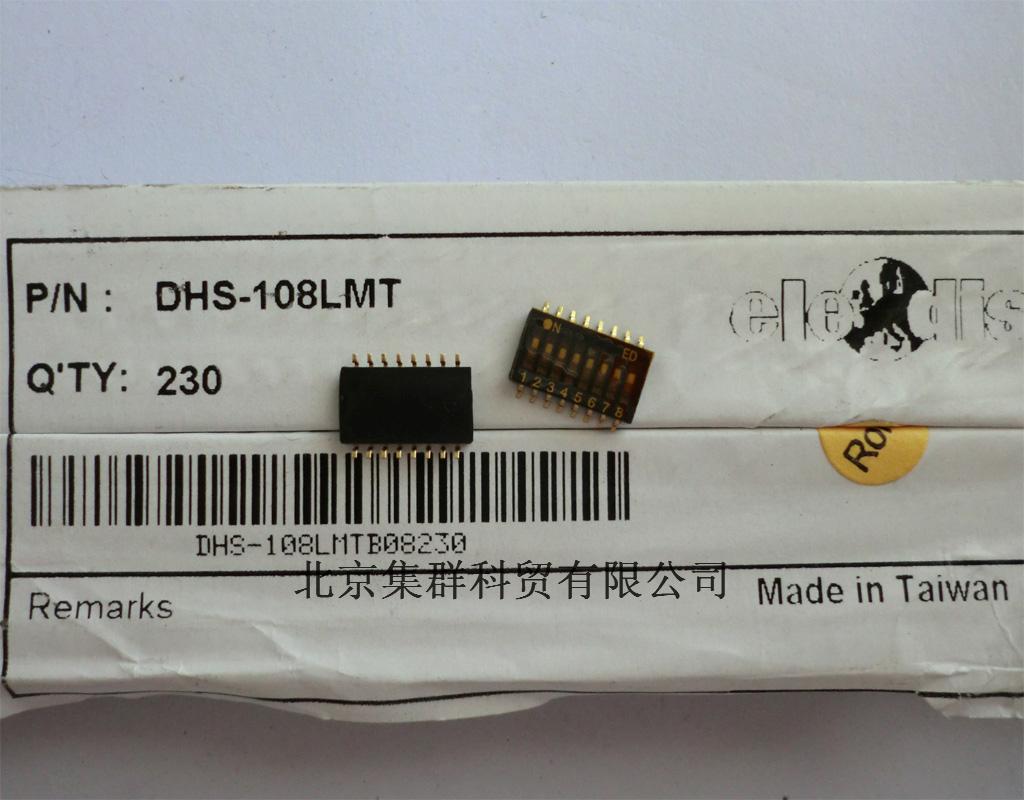 P/N : DHS-108LMT
eledis
Q'TY: 230
ON
ED
1 2 3 4 5 6 7 8
DHS-108LMTB08230
北京集群科贸有限公司
Remarks
Made in Taiwan